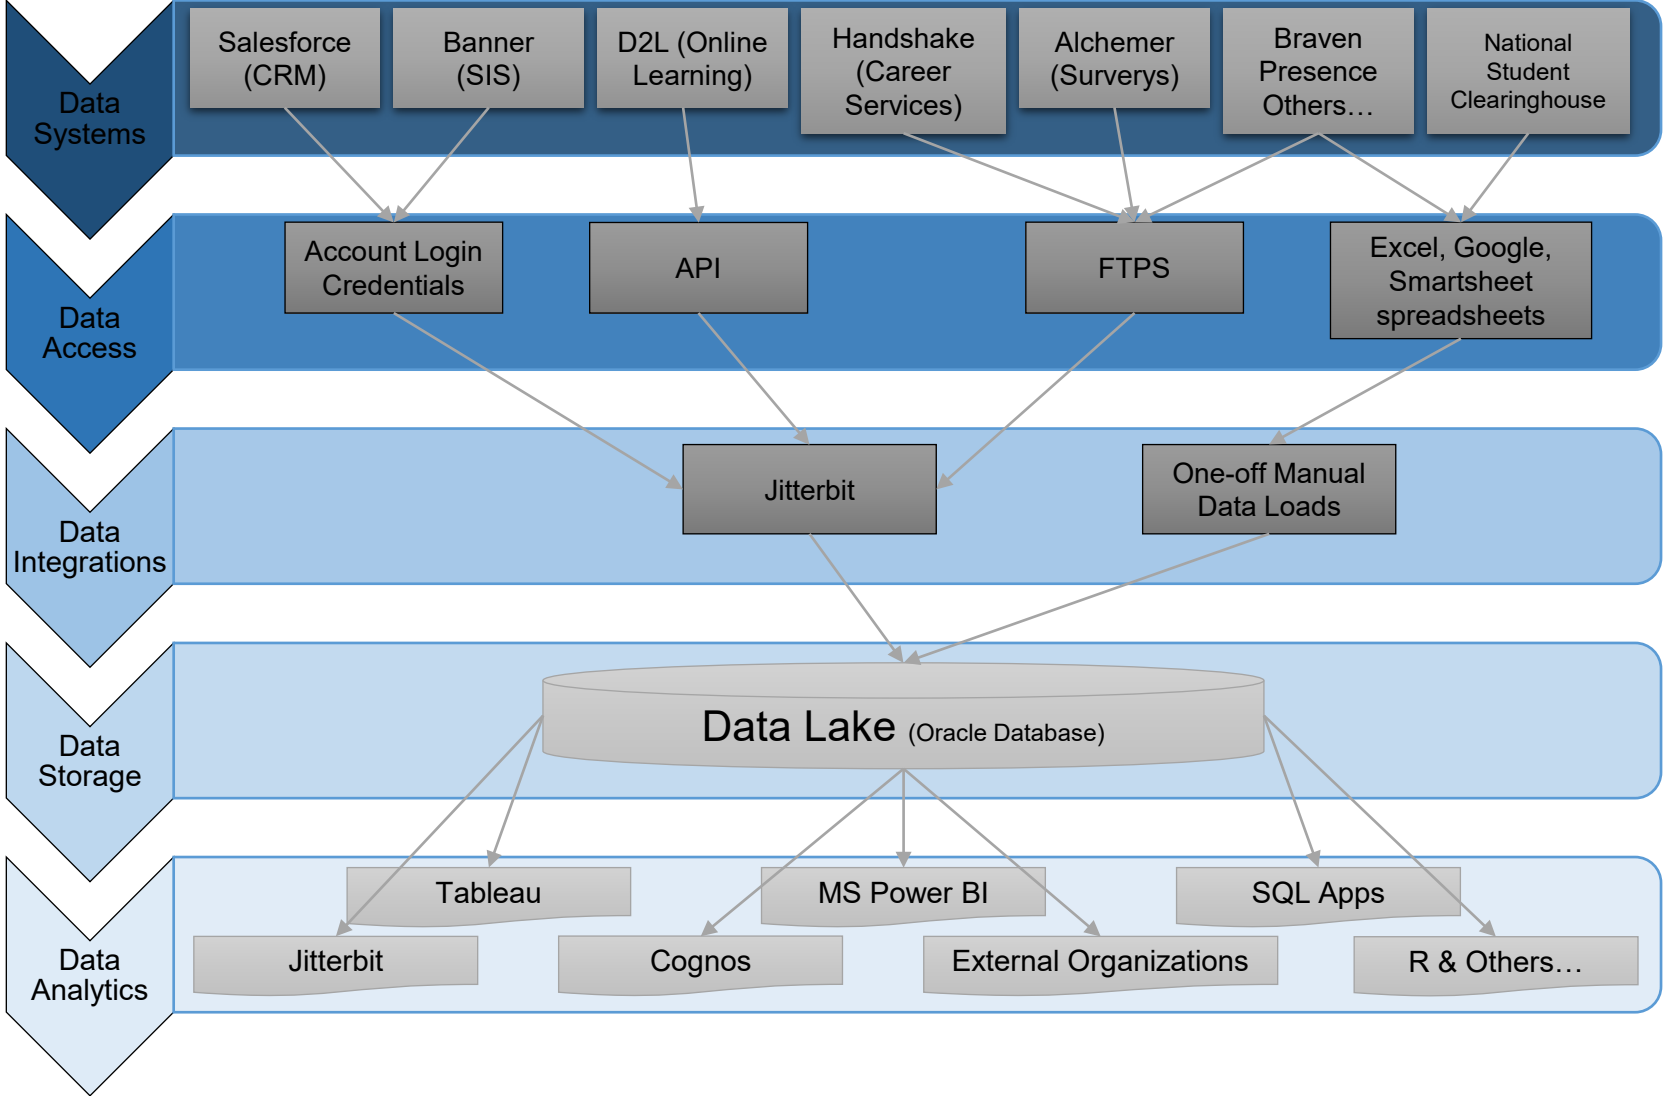 Data
Systems
Salesforce
(CRM)
Banner
(SIS)
D2L (Online
Learning)
Handshake
(Career
Services)
Alchemer
(Surverys)
Braven
Presence
Others…
National
Student
Clearinghouse
Data
Access
Account Login
Credentials
API
FTPS
Excel, Google,
Smartsheet
spreadsheets
Data
Integrations
Jitterbit
One-off Manual
Data Loads
Data
Storage
Data Lake (Oracle Database)
Data
Analytics
Tableau
MS Power BI
SQL Apps
Jitterbit
Cognos
External Organizations
R & Others…